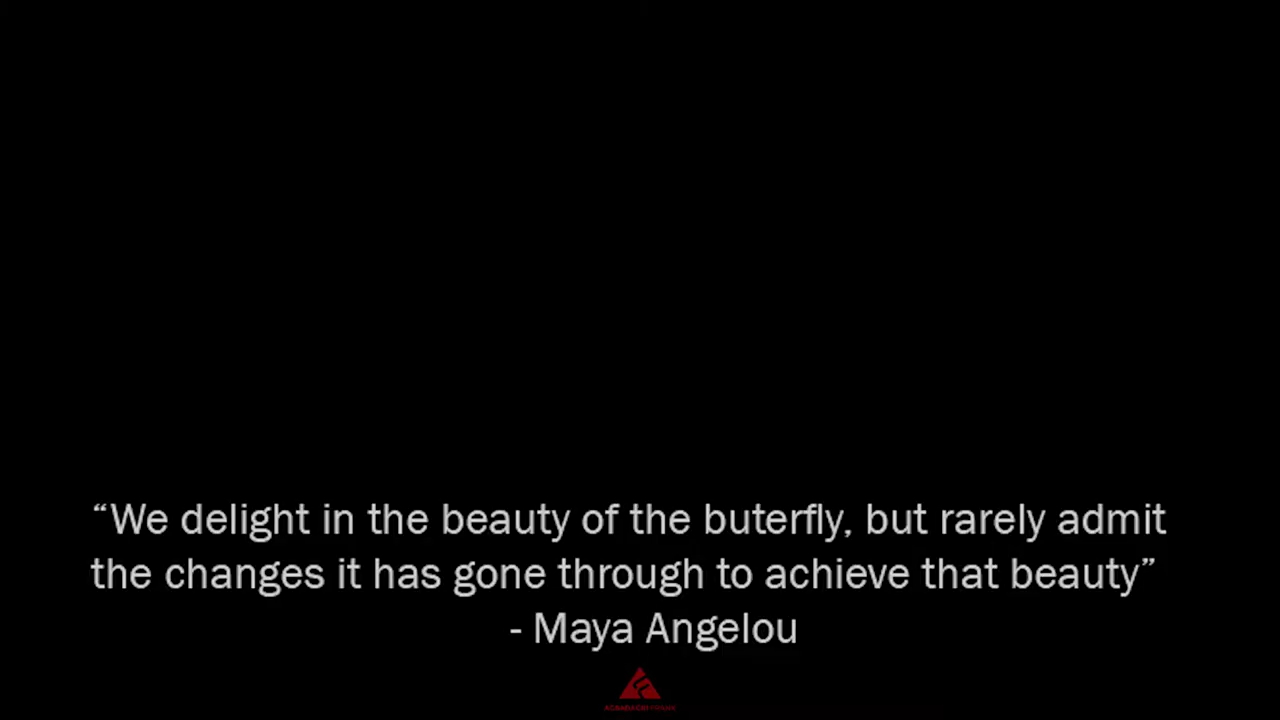 “We delight in the beauty of the buterfly, but rarely admit
the changes it has gone through to achieve that beauty”
- Maya Angelou